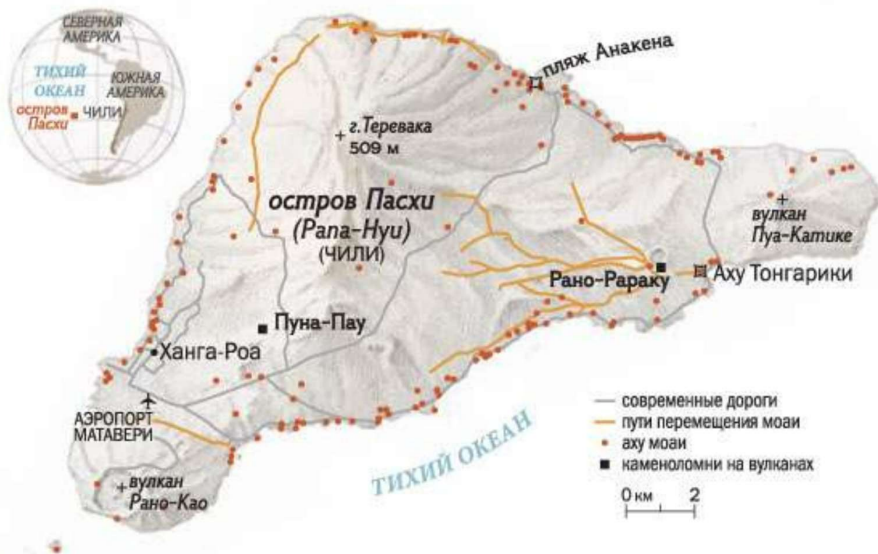 СЕВЕРНАЯ
АМЕРИКА
ТИХИЙ
ОКЕАН
ЮЖНАЯ
АМЕРИКА
остров
Пасхи
ЧИЛИ
пляж Анакена
г.Теревака
509 м
остров Пасхи
(Рапа-Нуи)
(ЧИЛИ)
вулкан
Пуа-Катике
Рано-Рараку
Аху Тонгарики
Пуна-Пау
Ханга-Роа
АЭРОПОРТ
МАТАВЕРИ
вулкан
Рано-Као
ТИХИЙ ОКЕАН
современные дороги
пути перемещения моаи
аху моаи
каменоломни на вулканах
0 км 2